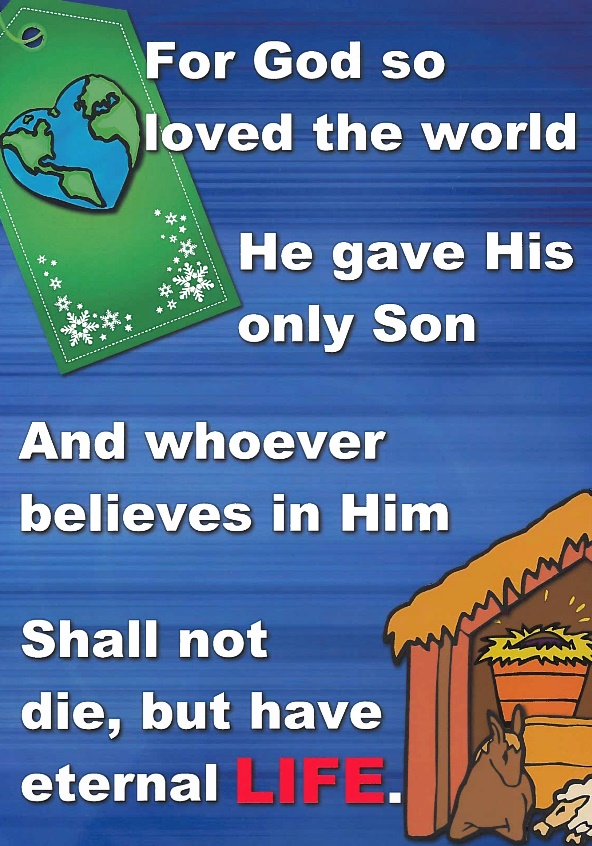 For God so
loved the world
He gave His
only Son
And whoever
believes in Him
Shall not
die, but have
eternal LIFE.